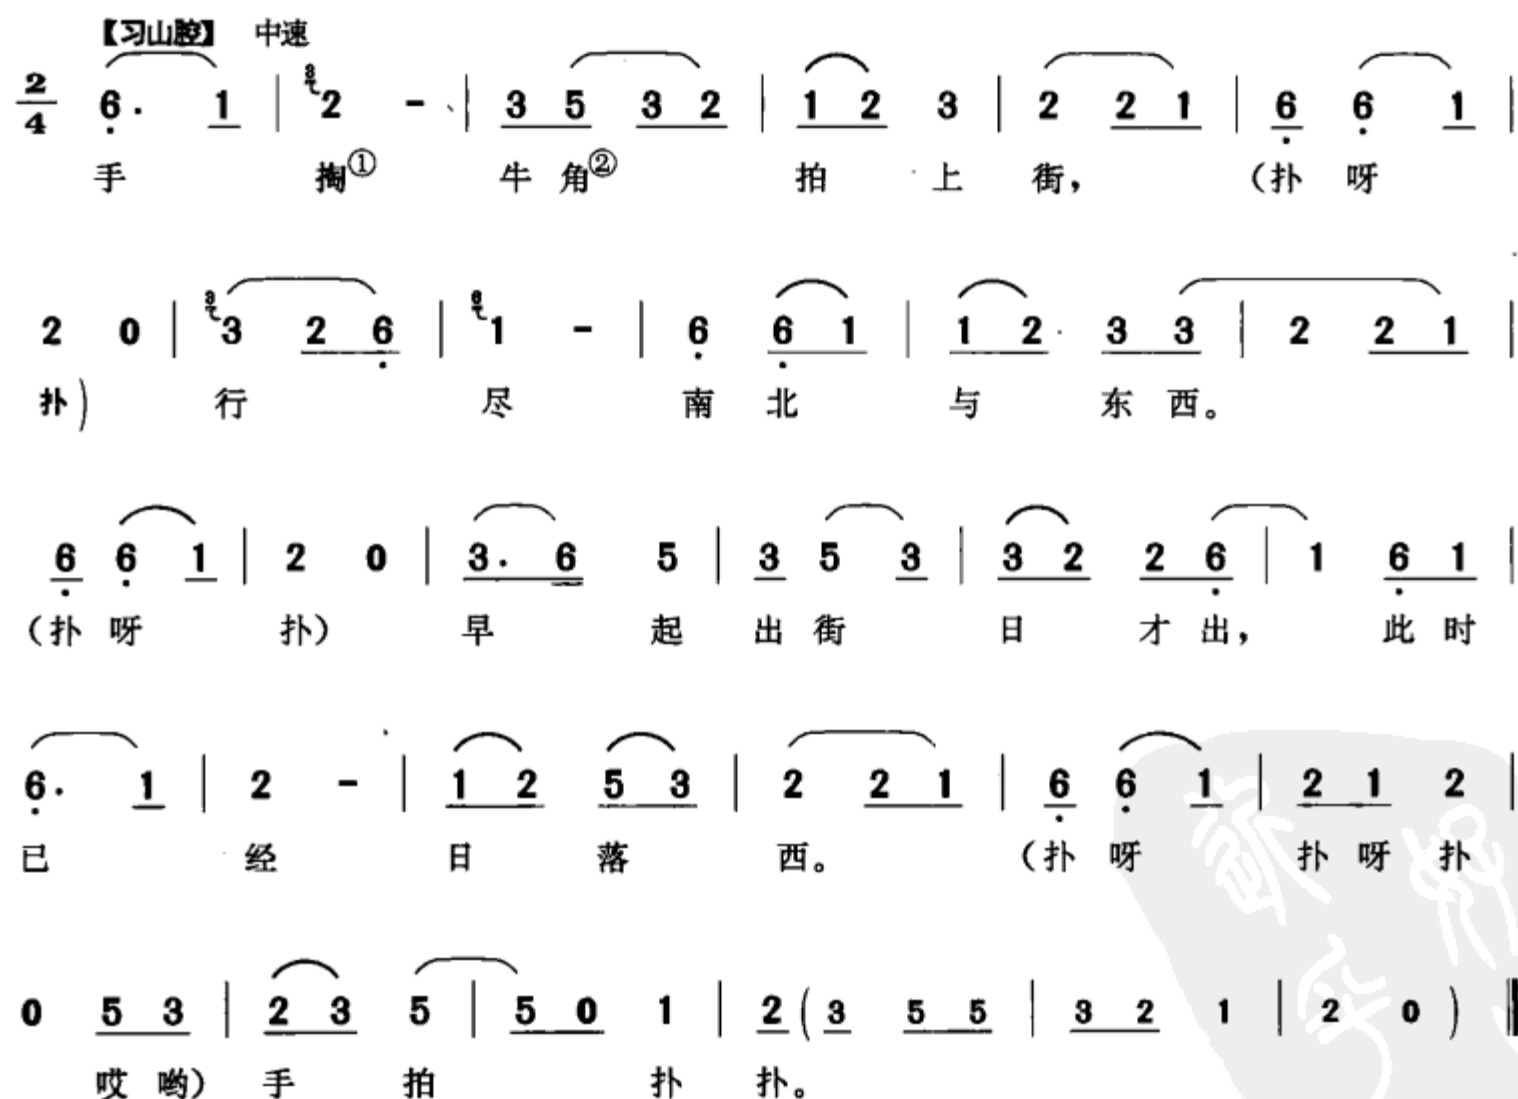 【习山腔】 中速
2/4 6. 1 | 2 - | 3 5 3 2 | 1 2 3 | 2 2 1 | 6 6 1 |
手 掏① 牛 角② 拍 上 街， （扑 呀
2 0 | 3 2 6 | 1 - | 6 6 1 | 1 2 3 3 | 2 2 1 |
扑） 行 尽 南 北 与 东 西。
6 6 1 | 2 0 | 3. 6 5 | 3 5 3 | 3 2 2 6 | 1 6 1 |
（扑 呀 扑） 早 起 出 街 日 才 出， 此 时
6. 1 | 2 - | 1 2 5 3 | 2 2 1 | 6 6 1 | 2 1 2 |
已 经 日 落 西。 （扑 呀 扑 呀 扑
0 5 3 | 2 3 5 | 5 0 1 | 2 ( 3 5 5 | 3 2 1 | 2 0 ) ‖
哎 哟） 手 拍 扑 扑。